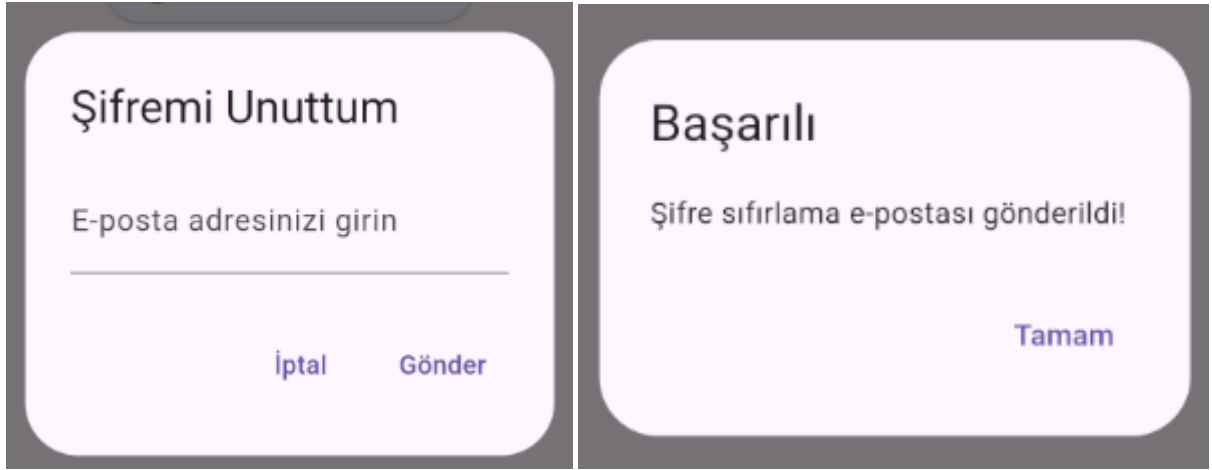 Şifremi Unuttum
E-posta adresinizi girin
İptal Gönder
Başarılı
Şifre sıfırlama e-postası gönderildi!
Tamam